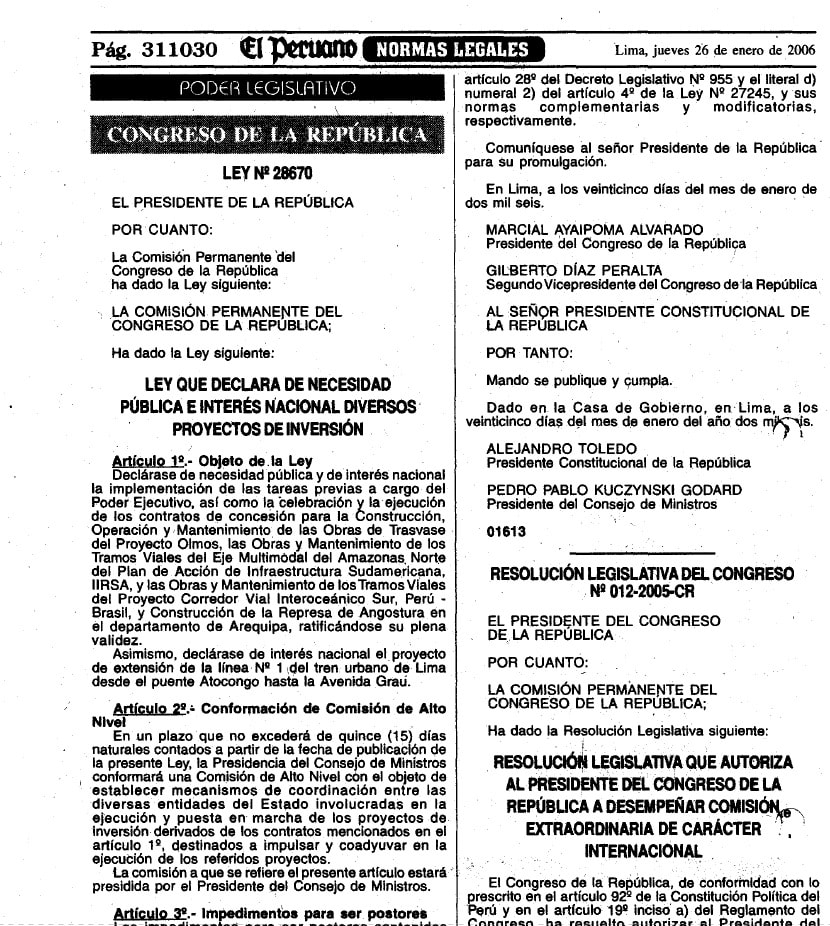 Pág. 311030 El Peruano NORMAS LEGALES Lima, jueves 26 de enero de 2006
PODER LEGISLATIVO
CONGRESO DE LA REPÚBLICA
LEY Nº 28670
EL PRESIDENTE DE LA REPÚBLICA
POR CUANTO:
La Comisión Permanente del
Congreso de la República
ha dado la Ley siguiente:
LA COMISIÓN PERMANENTE DEL
CONGRESO DE LA REPÚBLICA;
Ha dado la Ley siguiente:
LEY QUE DECLARA DE NECESIDAD
PÚBLICA E INTERÉS NACIONAL DIVERSOS
PROYECTOS DE INVERSIÓN
Artículo 1º.- Objeto de la Ley
Declárase de necesidad pública y de interés nacional
la implementación de las tareas previas a cargo del
Poder Ejecutivo, así como la celebración y la ejecución
de los contratos de concesión para la Construcción,
Operación y Mantenimiento de las Obras de Trasvase
del Proyecto Olmos, las Obras y Mantenimiento de los
Tramos Viales del Eje Multimodal del Amazonas Norte
del Plan de Acción de Infraestructura Sudamericana,
IIRSA, y las Obras y Mantenimiento de los Tramos Viales
del Proyecto Corredor Vial Interoceánico Sur, Perú -
Brasil, y Construcción de la Represa de Angostura en
el departamento de Arequipa, ratificándose su plena
validez.
Asimismo, declárase de interés nacional el proyecto
de extensión de la línea Nº 1 del tren urbano de Lima
desde el puente Atocongo hasta la Avenida Grau.
Artículo 2º.- Conformación de Comisión de Alto
Nivel
En un plazo que no excederá de quince (15) días
naturales contados a partir de la fecha de publicación de
la presente Ley, la Presidencia del Consejo de Ministros
conformará una Comisión de Alto Nivel con el objeto de
establecer mecanismos de coordinación entre las
diversas entidades del Estado involucradas en la
ejecución y puesta en marcha de los proyectos de
inversión derivados de los contratos mencionados en el
artículo 1º, destinados a impulsar y coadyuvar en la
ejecución de los referidos proyectos.
La comisión a que se refiere el presente artículo estará
presidida por el Presidente del Consejo de Ministros.
Artículo 3º.- Impedimentos para ser postores
Los impedimentos para ser postores contenidos
artículo 28º del Decreto Legislativo Nº 955 y el literal d)
numeral 2) del artículo 4º de la Ley Nº 27245, y sus
normas complementarias y modificatorias,
respectivamente.
Comuníquese al señor Presidente de la República
para su promulgación.
En Lima, a los veinticinco días del mes de enero de
dos mil seis.
MARCIAL AYAIPOMA ALVARADO
Presidente del Congreso de la República
GILBERTO DÍAZ PERALTA
Segundo Vicepresidente del Congreso de la República
AL SEÑOR PRESIDENTE CONSTITUCIONAL DE
LA REPÚBLICA
POR TANTO:
Mando se publique y cumpla.
Dado en la Casa de Gobierno, en Lima, a los
veinticinco días del mes de enero del año dos mil seis.
ALEJANDRO TOLEDO
Presidente Constitucional de la República
PEDRO PABLO KUCZYNSKI GODARD
Presidente del Consejo de Ministros
01613
RESOLUCIÓN LEGISLATIVA DEL CONGRESO
Nº 012-2005-CR
EL PRESIDENTE DEL CONGRESO
DE LA REPÚBLICA
POR CUANTO:
LA COMISIÓN PERMANENTE DEL
CONGRESO DE LA REPÚBLICA;
Ha dado la Resolución Legislativa siguiente:
RESOLUCIÓN LEGISLATIVA QUE AUTORIZA
AL PRESIDENTE DEL CONGRESO DE LA
REPÚBLICA A DESEMPEÑAR COMISIÓN
EXTRAORDINARIA DE CARÁCTER
INTERNACIONAL
El Congreso de la República, de conformidad con lo
prescrito en el artículo 92º de la Constitución Política del
Perú y en el artículo 19º inciso a) del Reglamento del
Congreso, ha resuelto autorizar al Presidente del